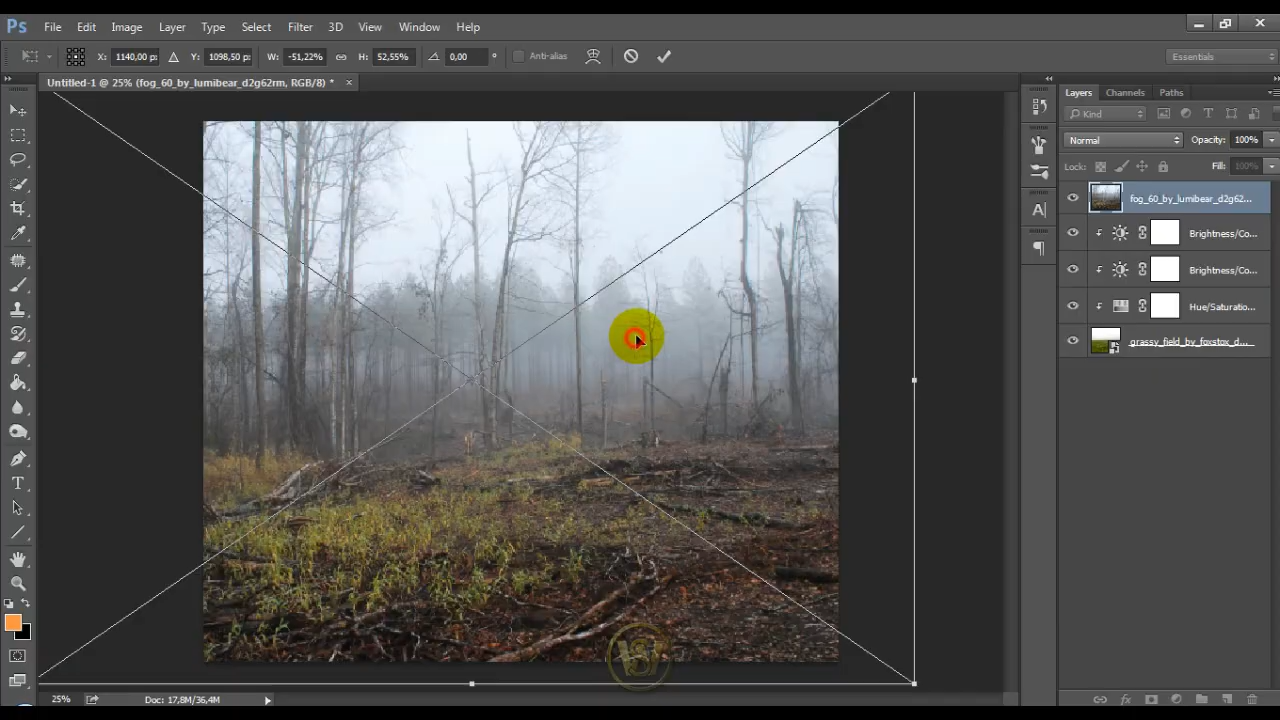 Ps File Edit Image Layer Type Select Filter 3D View Window Help
X: 1140,00 p: Y: 1098,50 p: W: -51,22% H: 52,55% 0,00 ° Anti-alias Essentials
Untitled-1 @ 25% (fog_60_by_lumibear_d2g62rm, RGB/8) * ×
Layers Channels Paths
Kind
Normal Opacity: 100%
Lock: Fill: 100%
fog_60_by_lumibear_d2g62...
Brightness/Co...
Brightness/Co...
Hue/Saturatio...
grassy_field_by_foxstox_d...
25% Doc: 17,8M/36,4M